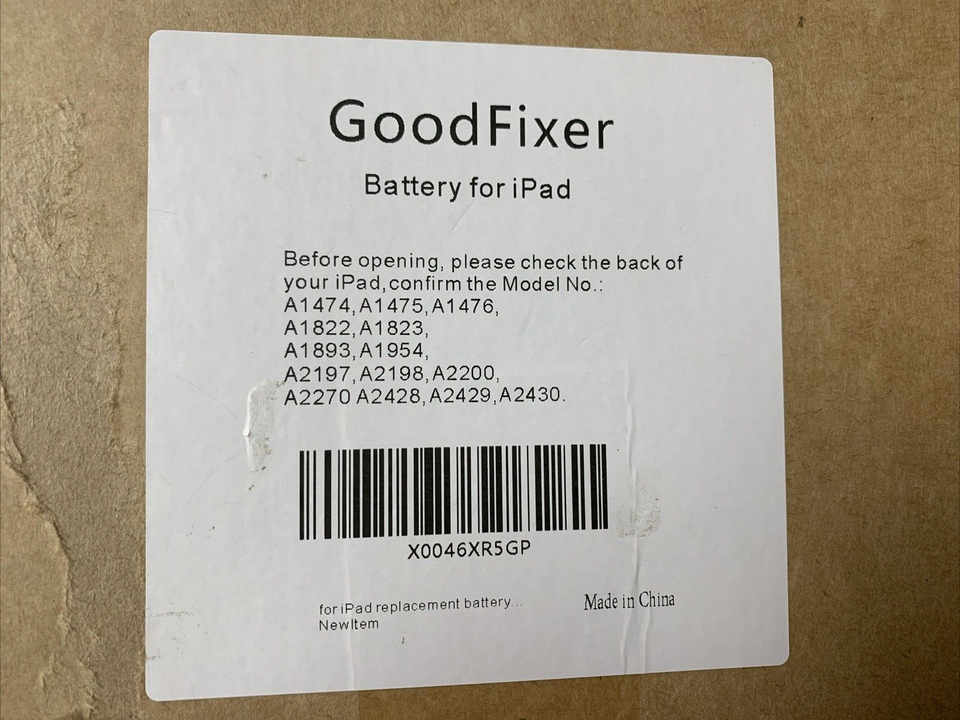 GoodFixer
Battery for iPad
Before opening, please check the back of
your iPad,confirm the Model No.:
A1474,A1475,A1476,
A1822,A1823,
A1893,A1954,
A2197,A2198,A2200,
A2270 A2428,A2429,A2430.
X0046XR5GP
for iPad replacement battery...
NewItem
Made in China